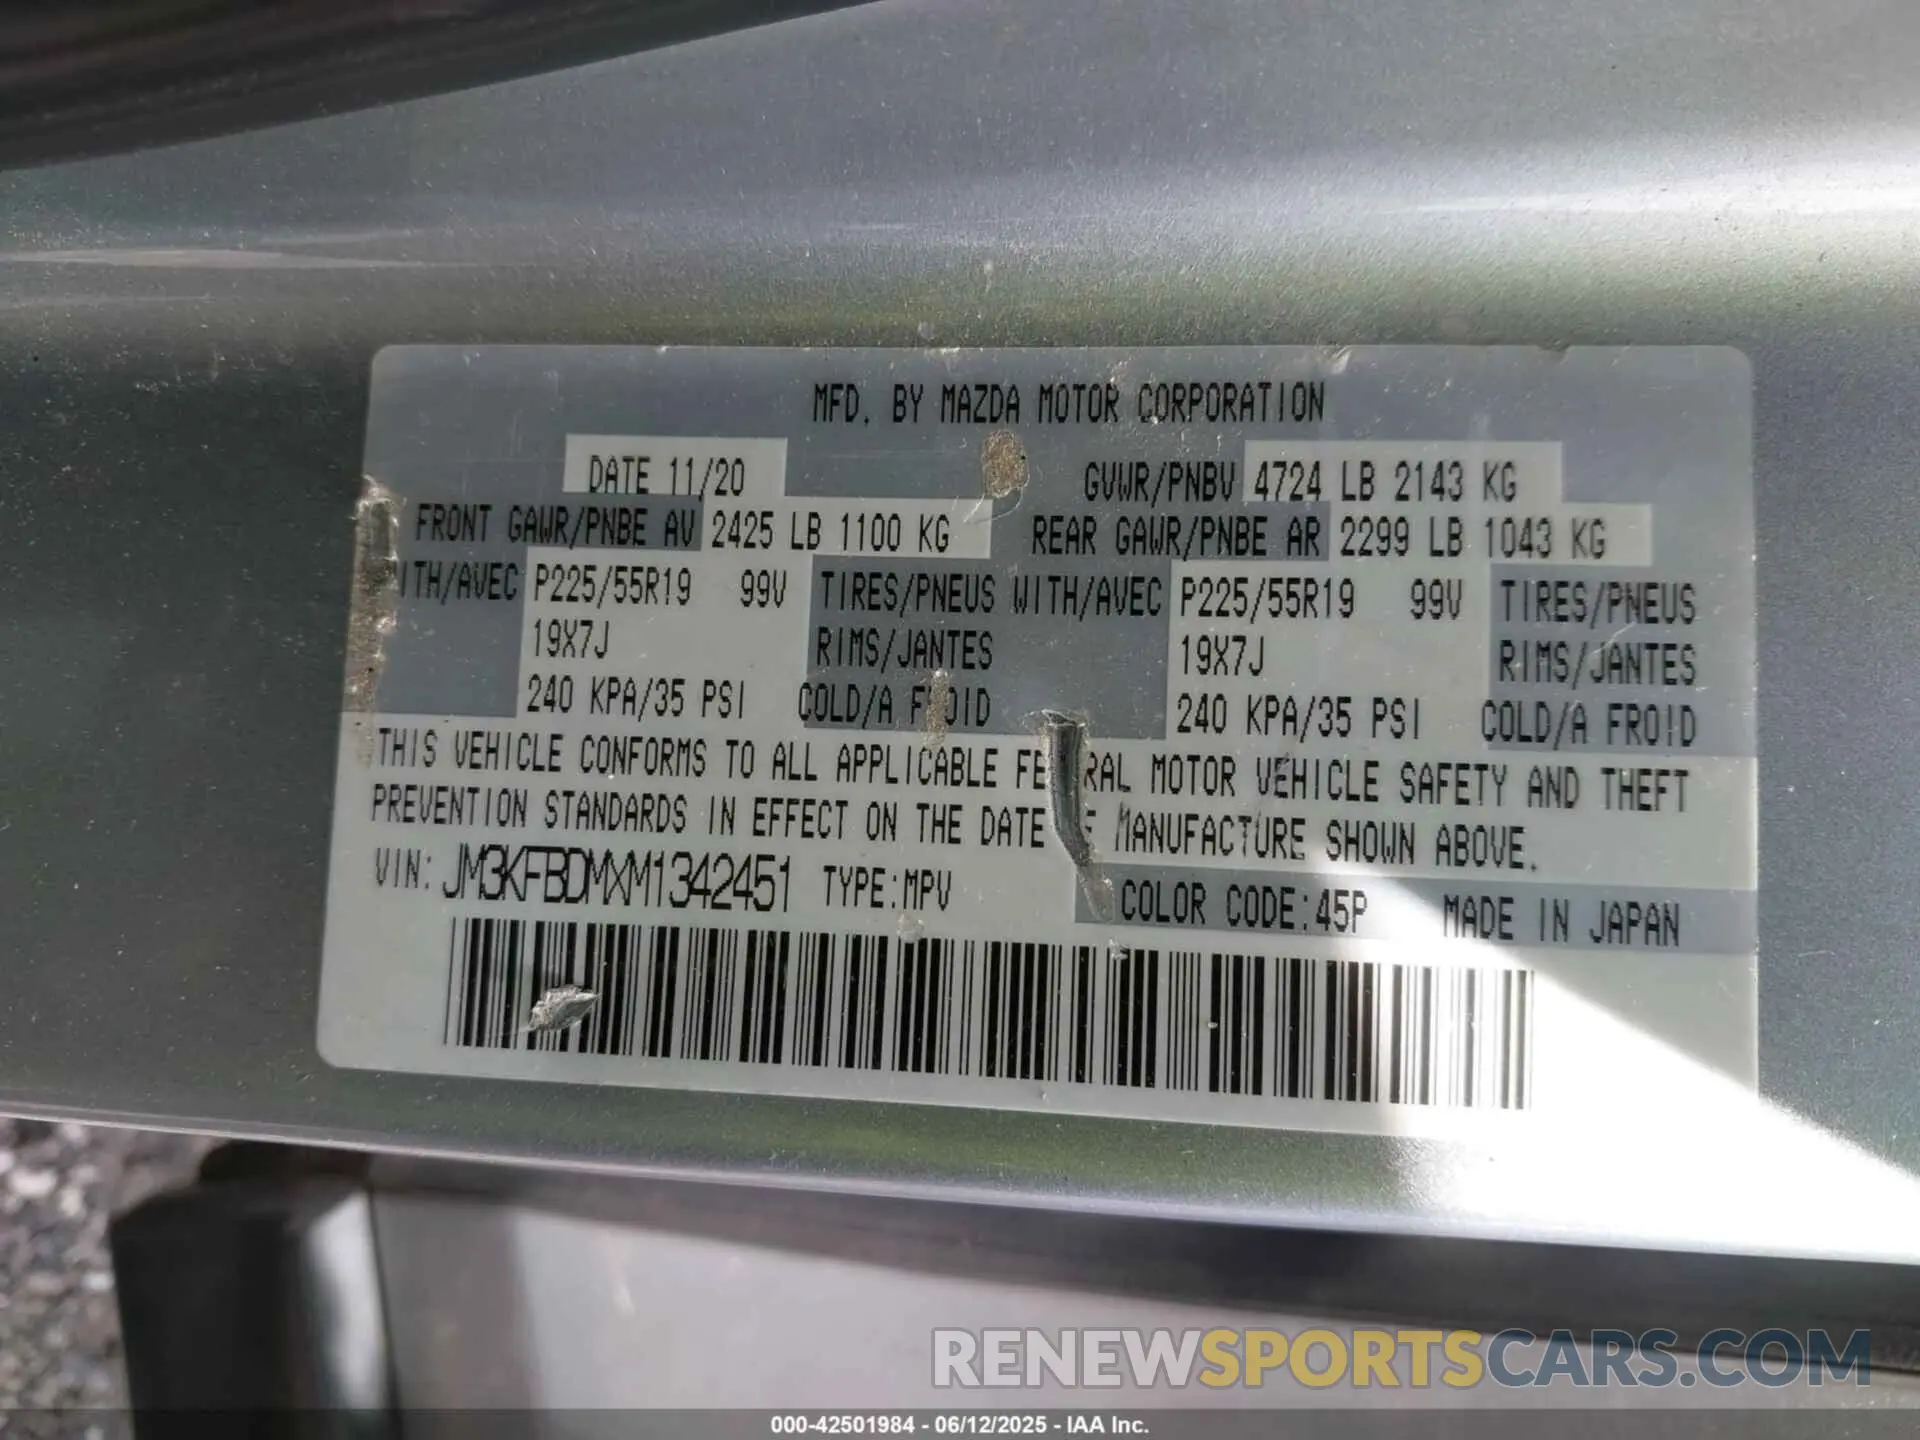 MFD. BY MAZDA MOTOR CORPORATION
DATE 11/20 GVWR/PNBV 4724 LB 2143 KG
FRONT GAWR/PNBE AV 2425 LB 1100 KG REAR GAWR/PNBE AR 2299 LB 1043 KG
ITH/AVEC P225/55R19 99V TIRES/PNEUS WITH/AVEC P225/55R19 99V TIRES/PNEUS
19X7J RIMS/JANTES 19X7J RIMS/JANTES
240 KPA/35 PSI COLD/A FROID 240 KPA/35 PSI COLD/A FROID
THIS VEHICLE CONFORMS TO ALL APPLICABLE FE RAL MOTOR VEHICLE SAFETY AND THEFT
PREVENTION STANDARDS IN EFFECT ON THE DATE F MANUFACTURE SHOWN ABOVE.
VIN: JM3KFBDMXM1342451 TYPE:MPV COLOR CODE:45P MADE IN JAPAN
RENEWSPORTSCARS.COM
000-42501984 - 06/12/2025 - IAA Inc.